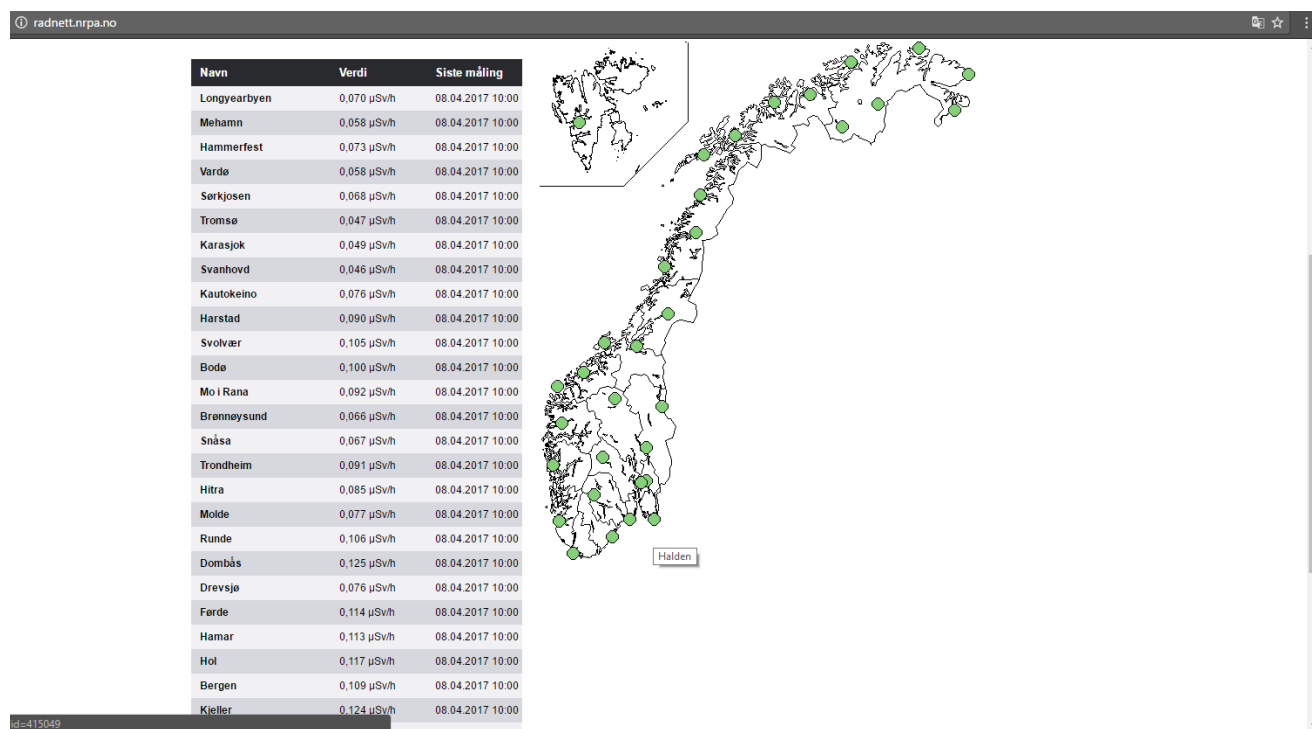 radnett.nrpa.no
Navn Verdi Siste måling
Longyearbyen 0,070 µSv/h 08.04.2017 10:00
Mehamn 0,058 µSv/h 08.04.2017 10:00
Hammerfest 0,073 µSv/h 08.04.2017 10:00
Vardø 0,058 µSv/h 08.04.2017 10:00
Sørkjosen 0,068 µSv/h 08.04.2017 10:00
Tromsø 0,047 µSv/h 08.04.2017 10:00
Karasjok 0,049 µSv/h 08.04.2017 10:00
Svanhovd 0,046 µSv/h 08.04.2017 10:00
Kautokeino 0,076 µSv/h 08.04.2017 10:00
Harstad 0,090 µSv/h 08.04.2017 10:00
Svolvær 0,105 µSv/h 08.04.2017 10:00
Bodø 0,100 µSv/h 08.04.2017 10:00
Mo i Rana 0,092 µSv/h 08.04.2017 10:00
Brønnøysund 0,066 µSv/h 08.04.2017 10:00
Snåsa 0,067 µSv/h 08.04.2017 10:00
Trondheim 0,091 µSv/h 08.04.2017 10:00
Hitra 0,085 µSv/h 08.04.2017 10:00
Molde 0,077 µSv/h 08.04.2017 10:00
Runde 0,106 µSv/h 08.04.2017 10:00
Dombås 0,125 µSv/h 08.04.2017 10:00
Drevsjø 0,076 µSv/h 08.04.2017 10:00
Førde 0,114 µSv/h 08.04.2017 10:00
Hamar 0,113 µSv/h 08.04.2017 10:00
Hol 0,117 µSv/h 08.04.2017 10:00
Bergen 0,109 µSv/h 08.04.2017 10:00
Kjeller 0,124 µSv/h 08.04.2017 10:00
Halden
id=415049